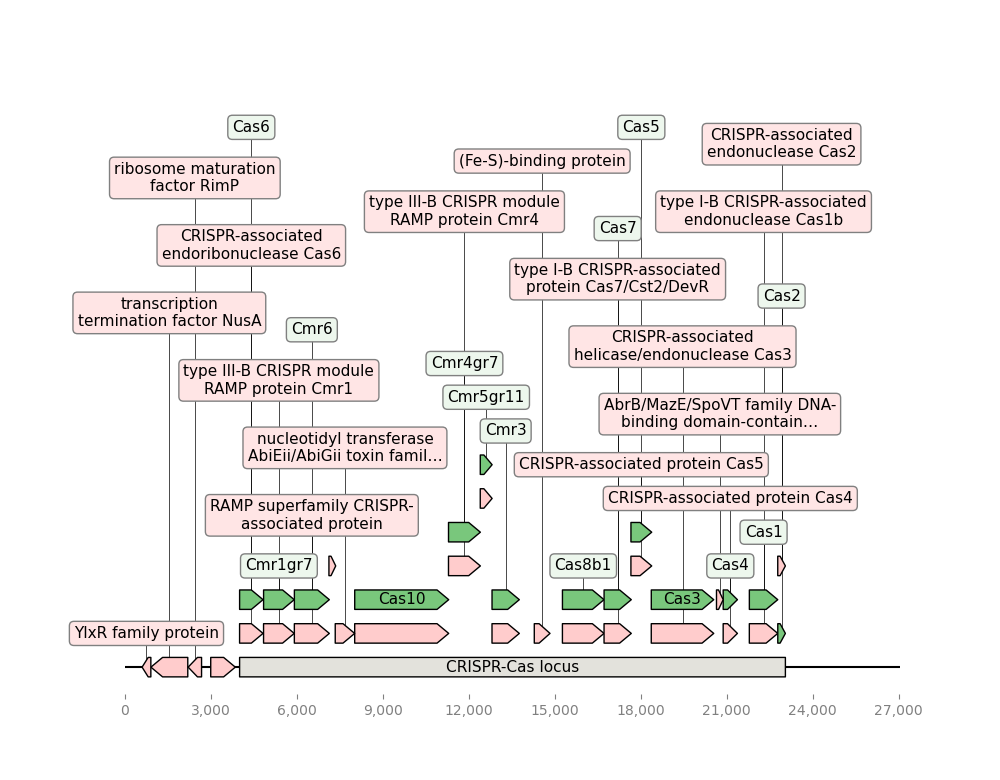 Cas6
Cas5
CRISPR-associated
endonuclease Cas2
(Fe-S)-binding protein
ribosome maturation
factor RimP
type III-B CRISPR module
RAMP protein Cmr4
type I-B CRISPR-associated
endonuclease Cas1b
Cas7
CRISPR-associated
endoribonuclease Cas6
type I-B CRISPR-associated
protein Cas7/Cst2/DevR
Cas2
transcription
termination factor NusA
Cmr6
CRISPR-associated
helicase/endonuclease Cas3
Cmr4gr7
type III-B CRISPR module
RAMP protein Cmr1
Cmr5gr11
AbrB/MazE/SpoVT family DNA-
binding domain-contain...
Cmr3
nucleotidyl transferase
AbiEii/AbiGii toxin famil...
CRISPR-associated protein Cas5
CRISPR-associated protein Cas4
RAMP superfamily CRISPR-
associated protein
Cas1
Cmr1gr7
Cas8b1
Cas4
Cas10
Cas3
YlxR family protein
CRISPR-Cas locus
0 3,000 6,000 9,000 12,000 15,000 18,000 21,000 24,000 27,000